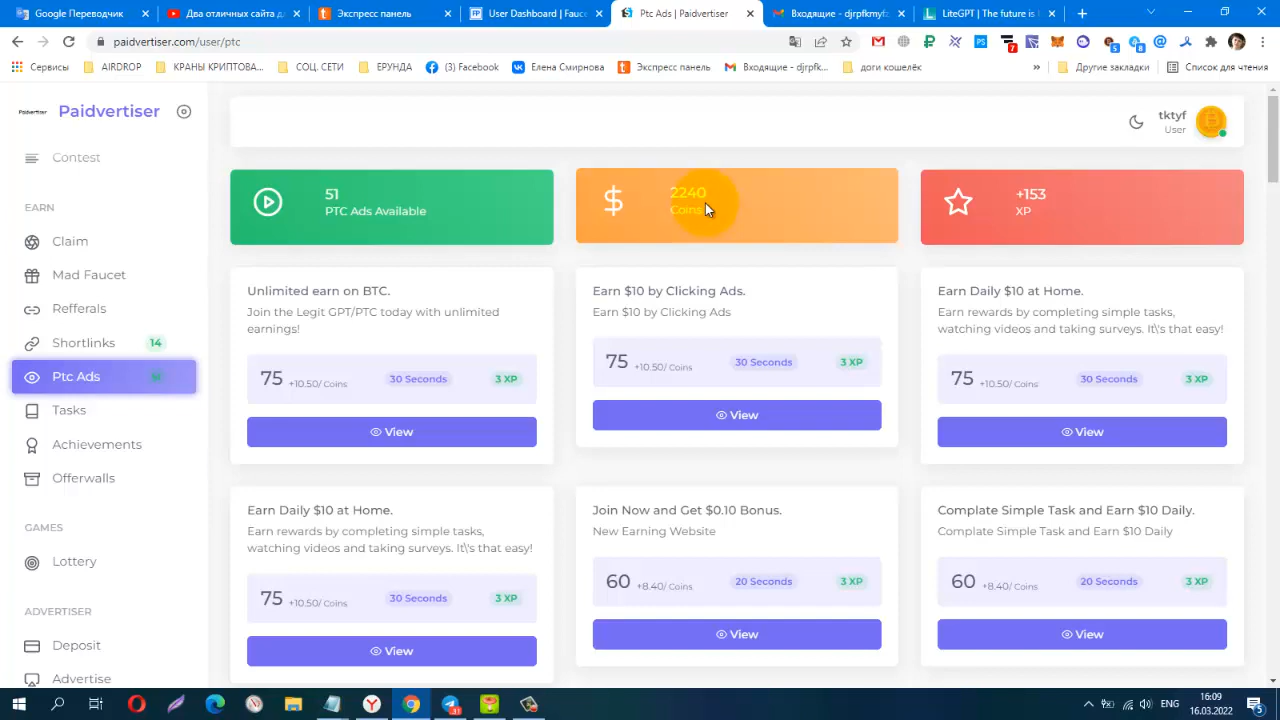 Google Переводчик
Два отличных сайта дл
Экспресс панель
User Dashboard | Fauce
Ptc Ads | Paidvertiser
Входящие - djrpfkmyfz
LiteGPT | The future is l
paidvertiser.com/user/ptc
Сервисы
AIRDROP
КРАНЫ КРИПТОВА...
СОЦ. СЕТИ
ЕРУНДА
(3) Facebook
Елена Смирнова
Экспресс панель
Входящие - djrpfk...
доги кошелёк
»
Другие закладки
Список для чтения
Paidvertiser
Paidvertiser
Contest
EARN
Claim
Mad Faucet
Refferals
Shortlinks 14
Ptc Ads 51
Tasks
Achievements
Offerwalls
GAMES
Lottery
ADVERTISER
Deposit
Advertise
tktyf
User
51
PTC Ads Available
2240
Coins
+153
XP
Unlimited earn on BTC.
Join the Legit GPT/PTC today with unlimited
earnings!
75 +10.50/ Coins 30 Seconds 3 XP
View
Earn $10 by Clicking Ads.
Earn $10 by Clicking Ads
75 +10.50/ Coins 30 Seconds 3 XP
View
Earn Daily $10 at Home.
Earn rewards by completing simple tasks,
watching videos and taking surveys. It\'s that easy!
75 +10.50/ Coins 30 Seconds 3 XP
View
Earn Daily $10 at Home.
Earn rewards by completing simple tasks,
watching videos and taking surveys. It\'s that easy!
75 +10.50/ Coins 30 Seconds 3 XP
View
Join Now and Get $0.10 Bonus.
New Earning Website
60 +8.40/ Coins 20 Seconds 3 XP
View
Complate Simple Task and Earn $10 Daily.
Complate Simple Task and Earn $10 Daily
60 +8.40/ Coins 20 Seconds 3 XP
View
ENG
16:09
16.03.2022